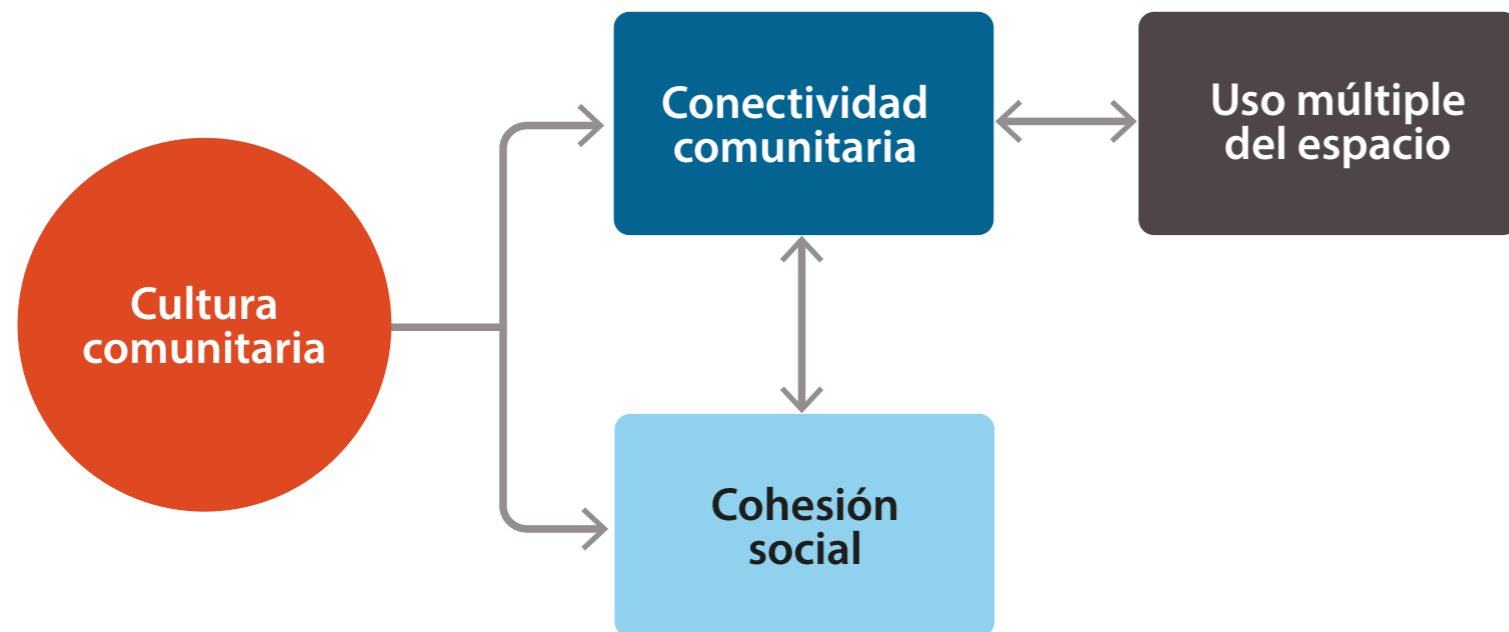 Conectividad
comunitaria
Uso múltiple
del espacio
Cultura
comunitaria
Cohesión
social